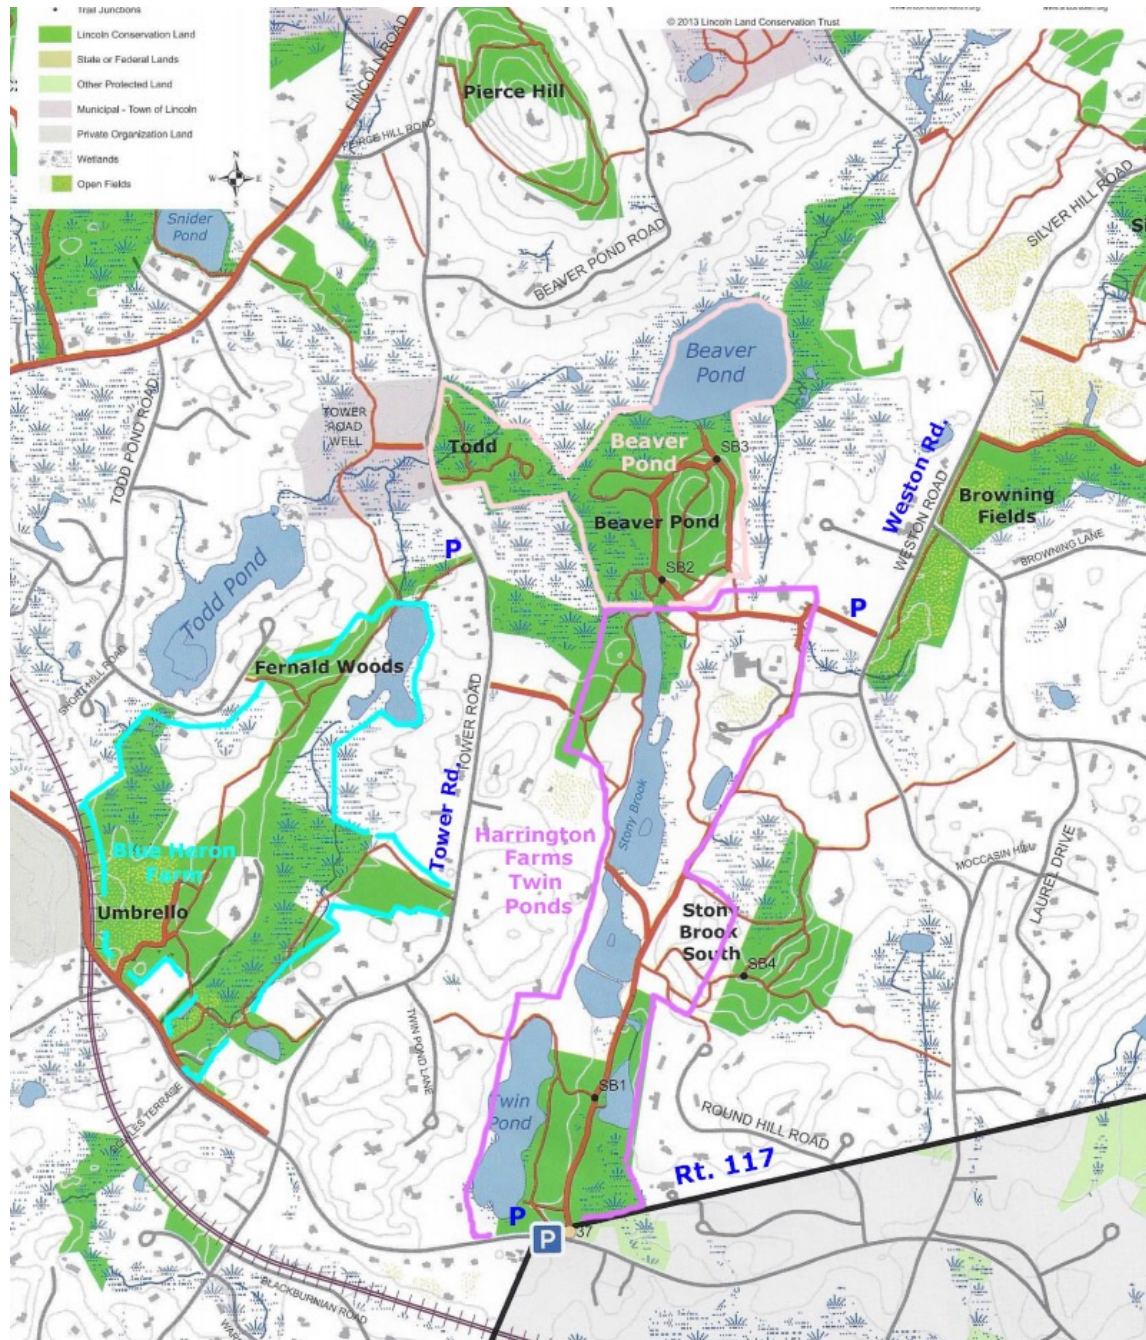 Trail Junctions
Lincoln Conservation Land
State or Federal Lands
Other Protected Land
Municipal - Town of Lincoln
Private Organization Land
Wetlands
Open Fields
N
W
E
S
© 2013 Lincoln Land Conservation Trust
LINCOLN ROAD
PIERCE HILL ROAD
Pierce Hill
Snider
Pond
BEAVER POND ROAD
SILVER HILL ROAD
Beaver
Pond
TODD POND ROAD
TOWER
ROAD
WELL
Todd
Beaver
Pond
SB3
Beaver Pond
SB2
Weston Rd.
WESTON ROAD
Browning
Fields
BROWNING LANE
P
P
Todd Pond
SHORT HILL ROAD
Fernald Woods
TOWER ROAD
Tower Rd.
Stony Brook
Harrington
Farms
Twin
Ponds
Blue Heron
Farm
Umbrello
MOCCASIN HILL
LAUREL DRIVE
Stony
Brook
South
SB4
TWIN POND LANE
Twin
Pond
SB1
ROUND HILL ROAD
Rt. 117
P
P
37
BLACKBURNIAN ROAD